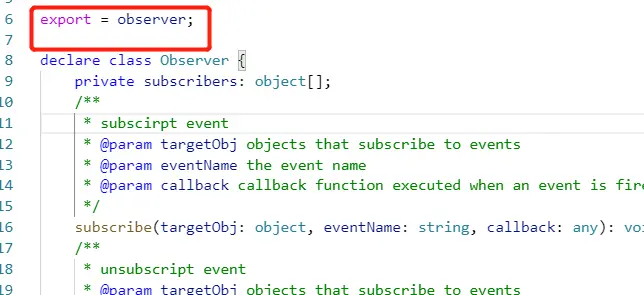 6 export = observer;
7
8 declare class Observer {
9 private subscribers: object[];
10 /**
11 * subscirpt event
12 * @param targetObj objects that subscribe to events
13 * @param eventName the event name
14 * @param callback callback function executed when an event is fire
15 */
16 subscribe(targetObj: object, eventName: string, callback: any): voi
17 /**
18 * unsubscript event
19 * @param targetObj objects that subscribe to events